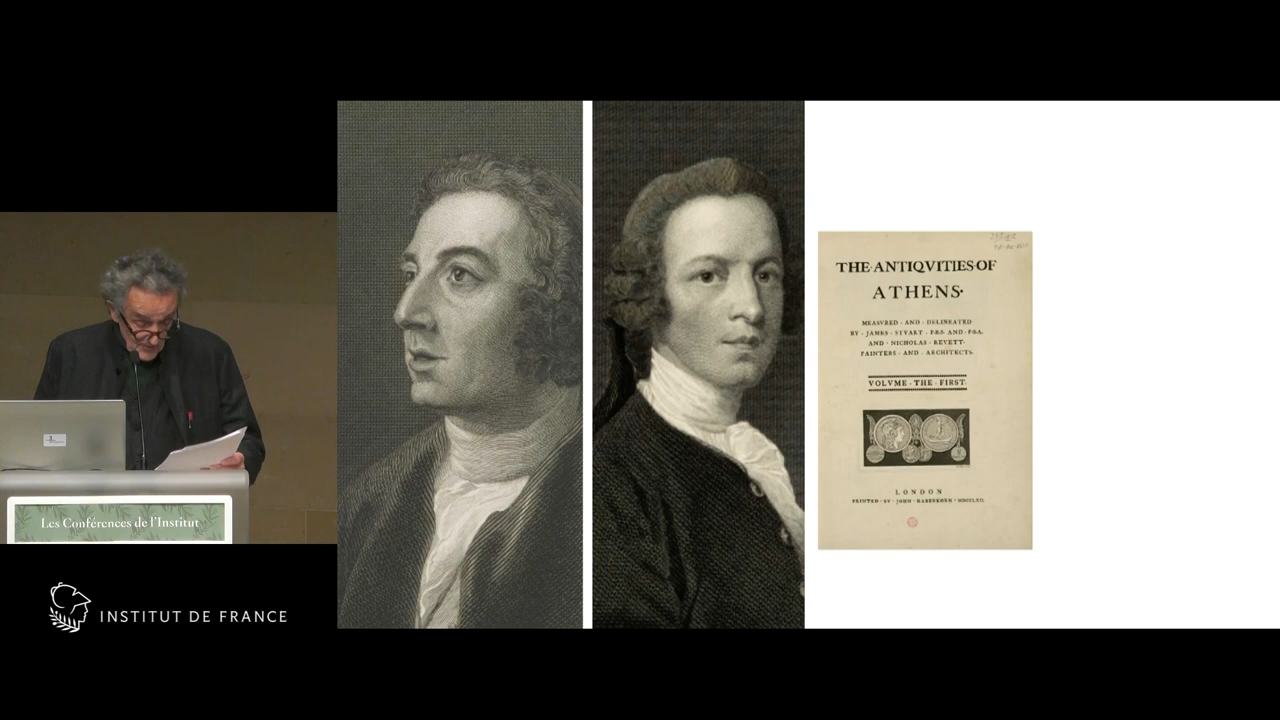 THE·ANTIQVITIES·OF
ATHENS·
MEASVRED · AND · DELINEATED
BY · JAMES · STVART · F·R·S· AND · F·S·A·
AND · NICHOLAS · REVETT·
PAINTERS · AND · ARCHITECTS·
VOLVME · THE · FIRST·
LONDON
PRINTED · BY · JOHN · HABERKORN · MDCCLXII·
Les Conférences de l'Institut
INSTITUT DE FRANCE